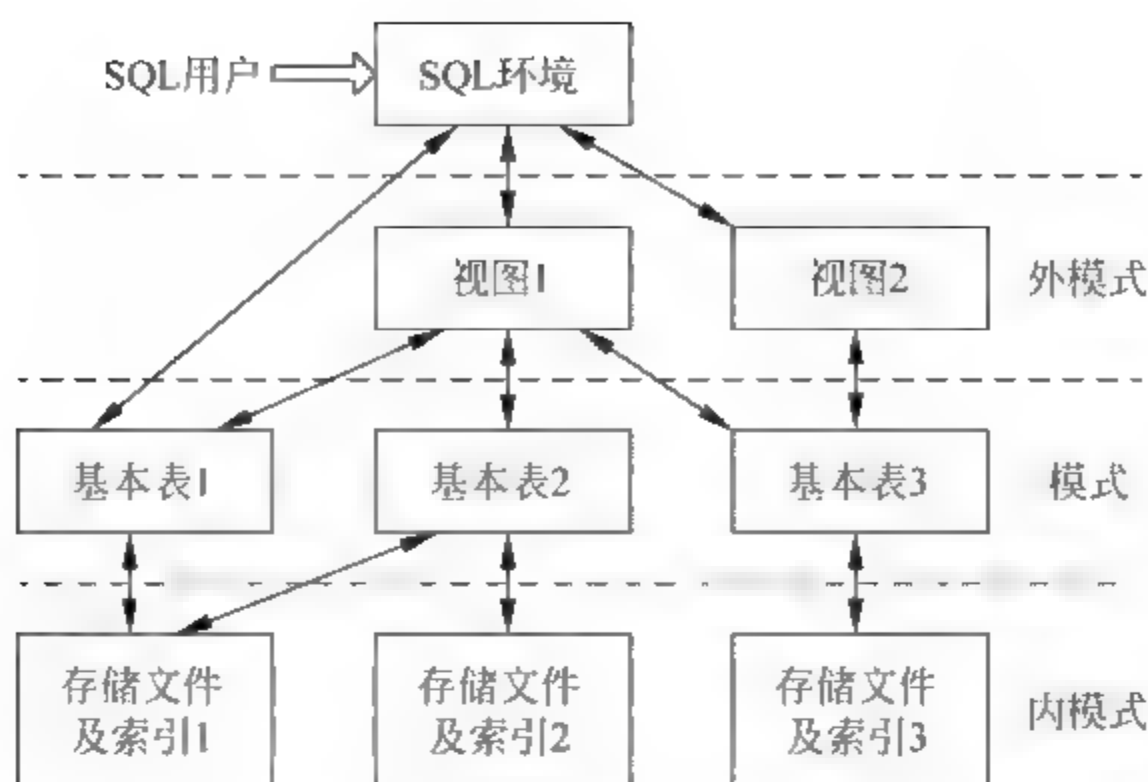 SQL用户
SQL环境
视图1
视图2
外模式
基本表1
基本表2
基本表3
模式
存储文件
及索引1
存储文件
及索引2
存储文件
及索引3
内模式